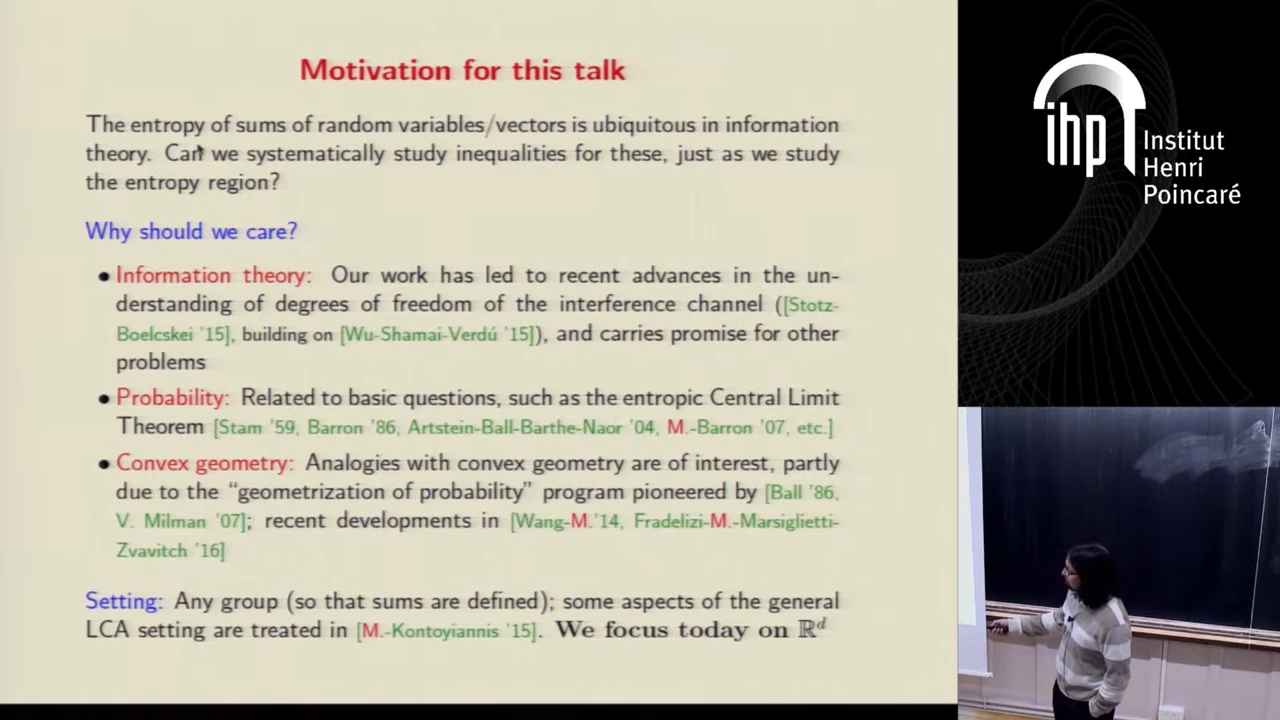 Motivation for this talk
The entropy of sums of random variables/vectors is ubiquitous in information
theory. Can we systematically study inequalities for these, just as we study
the entropy region?
Why should we care?
• Information theory: Our work has led to recent advances in the un-
derstanding of degrees of freedom of the interference channel ([Stotz-
Boelcskei '15], building on [Wu-Shamai-Verdú '15]), and carries promise for other
problems
• Probability: Related to basic questions, such as the entropic Central Limit
Theorem [Stam '59, Barron '86, Artstein-Ball-Barthe-Naor '04, M.-Barron '07, etc.]
• Convex geometry: Analogies with convex geometry are of interest, partly
due to the “geometrization of probability” program pioneered by [Ball '86,
V. Milman '07]; recent developments in [Wang-M.'14, Fradelizi-M.-Marsiglietti-
Zvavitch '16]
Setting: Any group (so that sums are defined); some aspects of the general
LCA setting are treated in [M.-Kontoyiannis '15]. We focus today on ℝᵈ
ihp
Institut
Henri
Poincaré